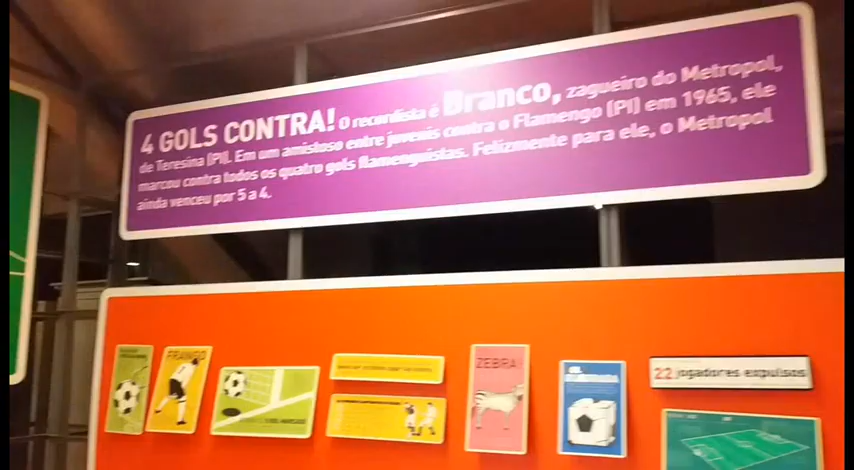 4 GOLS CONTRA! O recordista é Branco, zagueiro do Metropol,
de Teresina (PI). Em um amistoso entre juvenis contra o Flamengo (PI) em 1965, ele
marcou contra todos os quatro gols flamenguistas. Felizmente para ele, o Metropol
ainda venceu por 5 a 4.
FRANGO
ZEBRA
22 jogadores expulsos